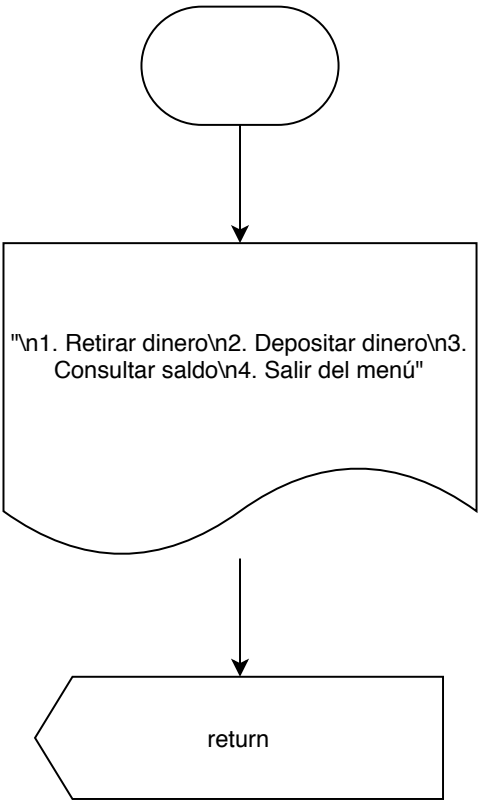 "\n1. Retirar dinero\n2. Depositar dinero\n3.
Consultar saldo\n4. Salir del menú"
return